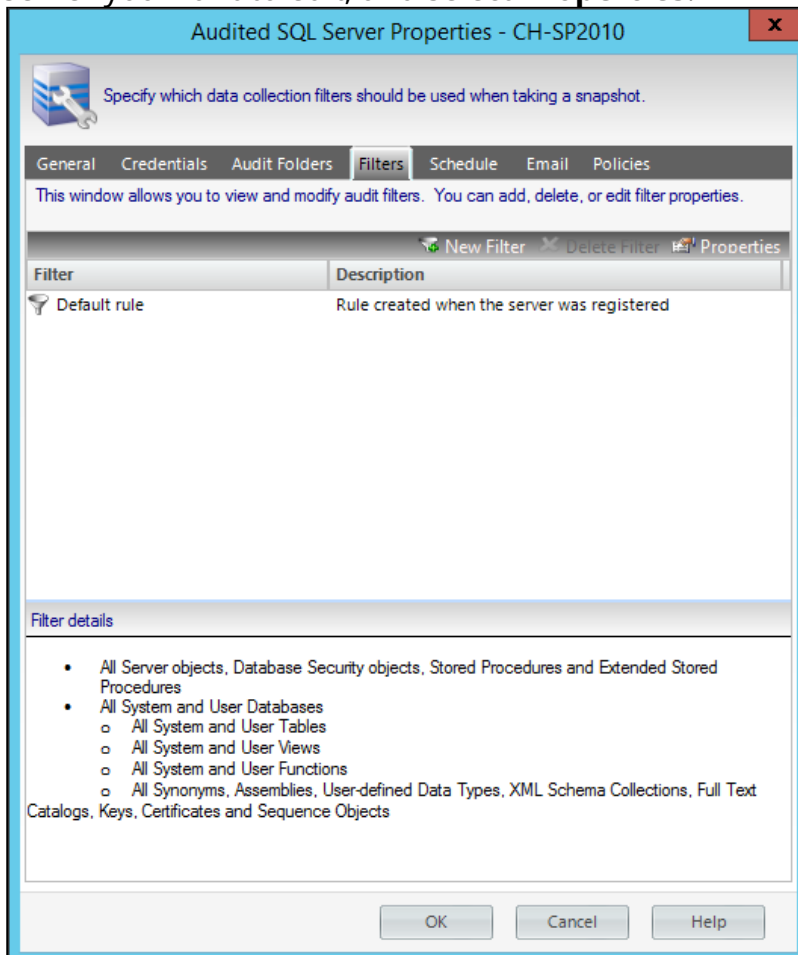 Audited SQL Server Properties - CH-SP2010
x
Specify which data collection filters should be used when taking a snapshot.
General Credentials Audit Folders Filters Schedule Email Policies
This window allows you to view and modify audit filters. You can add, delete, or edit filter properties.
New Filter Delete Filter Properties
Filter Description
Default rule Rule created when the server was registered
Filter details
• All Server objects, Database Security objects, Stored Procedures and Extended Stored
Procedures
• All System and User Databases
o All System and User Tables
o All System and User Views
o All System and User Functions
o All Synonyms, Assemblies, User-defined Data Types, XML Schema Collections, Full Text
Catalogs, Keys, Certificates and Sequence Objects
OK Cancel Help